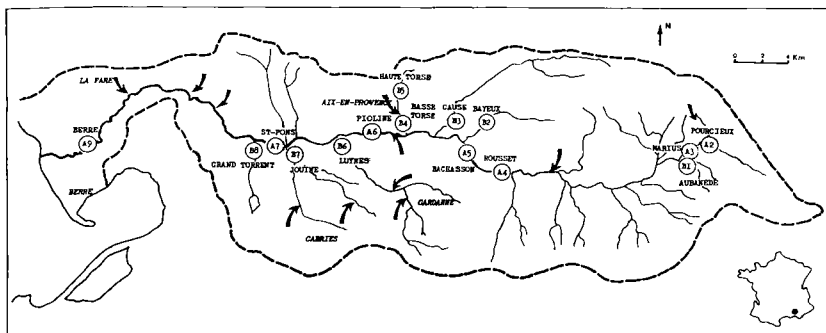 N
0 2 4 Km
LA FARE
HAUTE TORSE
B5
AIX-EN-PROVENCE
BASSE
TORSE
B4
CAUSE
B3
BAYEUX
B2
PIOLINE
A6
ST-PONS
A7
BERRE
A9
GRAND TORRENT
B8
B7
JOUINE
B6
LUYNES
A5
BACHASSON
ROUSSET
A4
MARIUS
A3
POURCIEUX
A2
B1
AUBANEDE
BERRE
GARDANNE
CABRIES